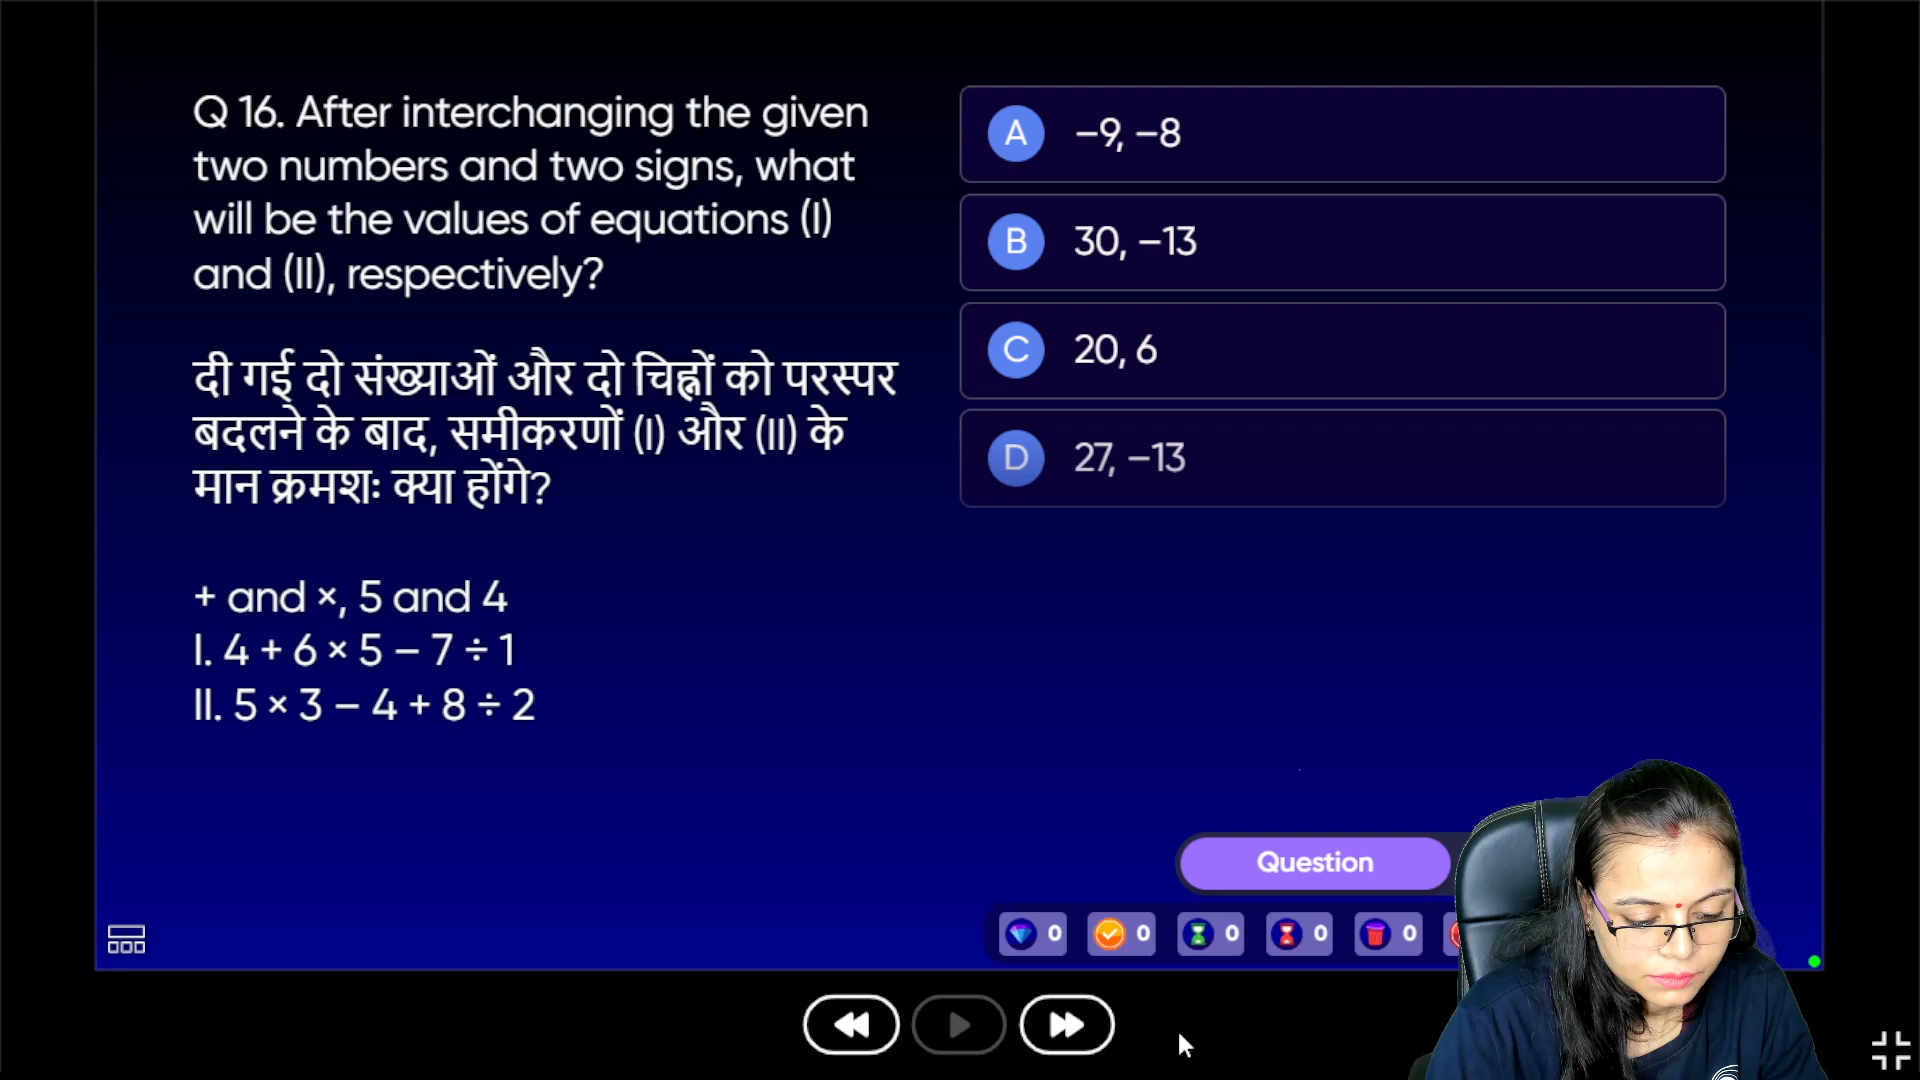 Q 16. After interchanging the given
two numbers and two signs, what
will be the values of equations (I)
and (II), respectively?
दी गई दो संख्याओं और दो चिह्नों को परस्पर
बदलने के बाद, समीकरणों (I) और (II) के
मान क्रमशः क्या होंगे?
+ and ×, 5 and 4
I. 4 + 6 × 5 – 7 ÷ 1
II. 5 × 3 – 4 + 8 ÷ 2
A –9, –8
B 30, –13
C 20, 6
D 27, –13
Question
0 0 0 0 0